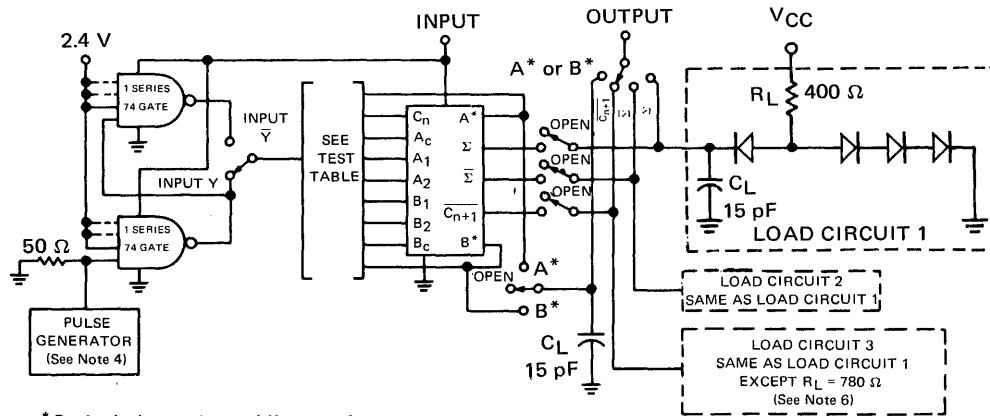 INPUT
OUTPUT
VCC
2.4 V
1 SERIES
74 GATE
INPUT
Y̅
INPUT Y
1 SERIES
74 GATE
50 Ω
PULSE
GENERATOR
(See Note 4)
SEE
TEST
TABLE
Cn
Ac
A1
A2
B1
B2
Bc
A*
Σ
Σ̅
C̅n+1
B*
OPEN
OPEN
OPEN
OPEN
A*
B*
A* or B*
C̅n+1
Σ̅
Σ
CL
15 pF
RL
400 Ω
CL
15 pF
LOAD CIRCUIT 1
LOAD CIRCUIT 2
SAME AS LOAD CIRCUIT 1
LOAD CIRCUIT 3
SAME AS LOAD CIRCUIT 1
EXCEPT RL = 780 Ω
(See Note 6)